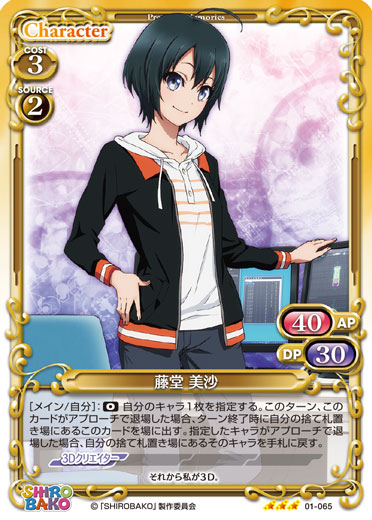 Precious Memories
Character
COST
3
SOURCE
2
40 AP
DP 30
藤堂 美沙
[メイン/自分]:自分のキャラ1枚を指定する。このターン、この
カードがアプローチで退場した場合、ターン終了時に自分の捨て札置
き場にあるこのカードを場に出す。指定したキャラがアプローチで退
場した場合、自分の捨て札置き場にあるそのキャラを手札に戻す。
3Dクリエイター
それから私が3D。
SHIRO
BAKO
©「SHIROBAKO」製作委員会
01-065